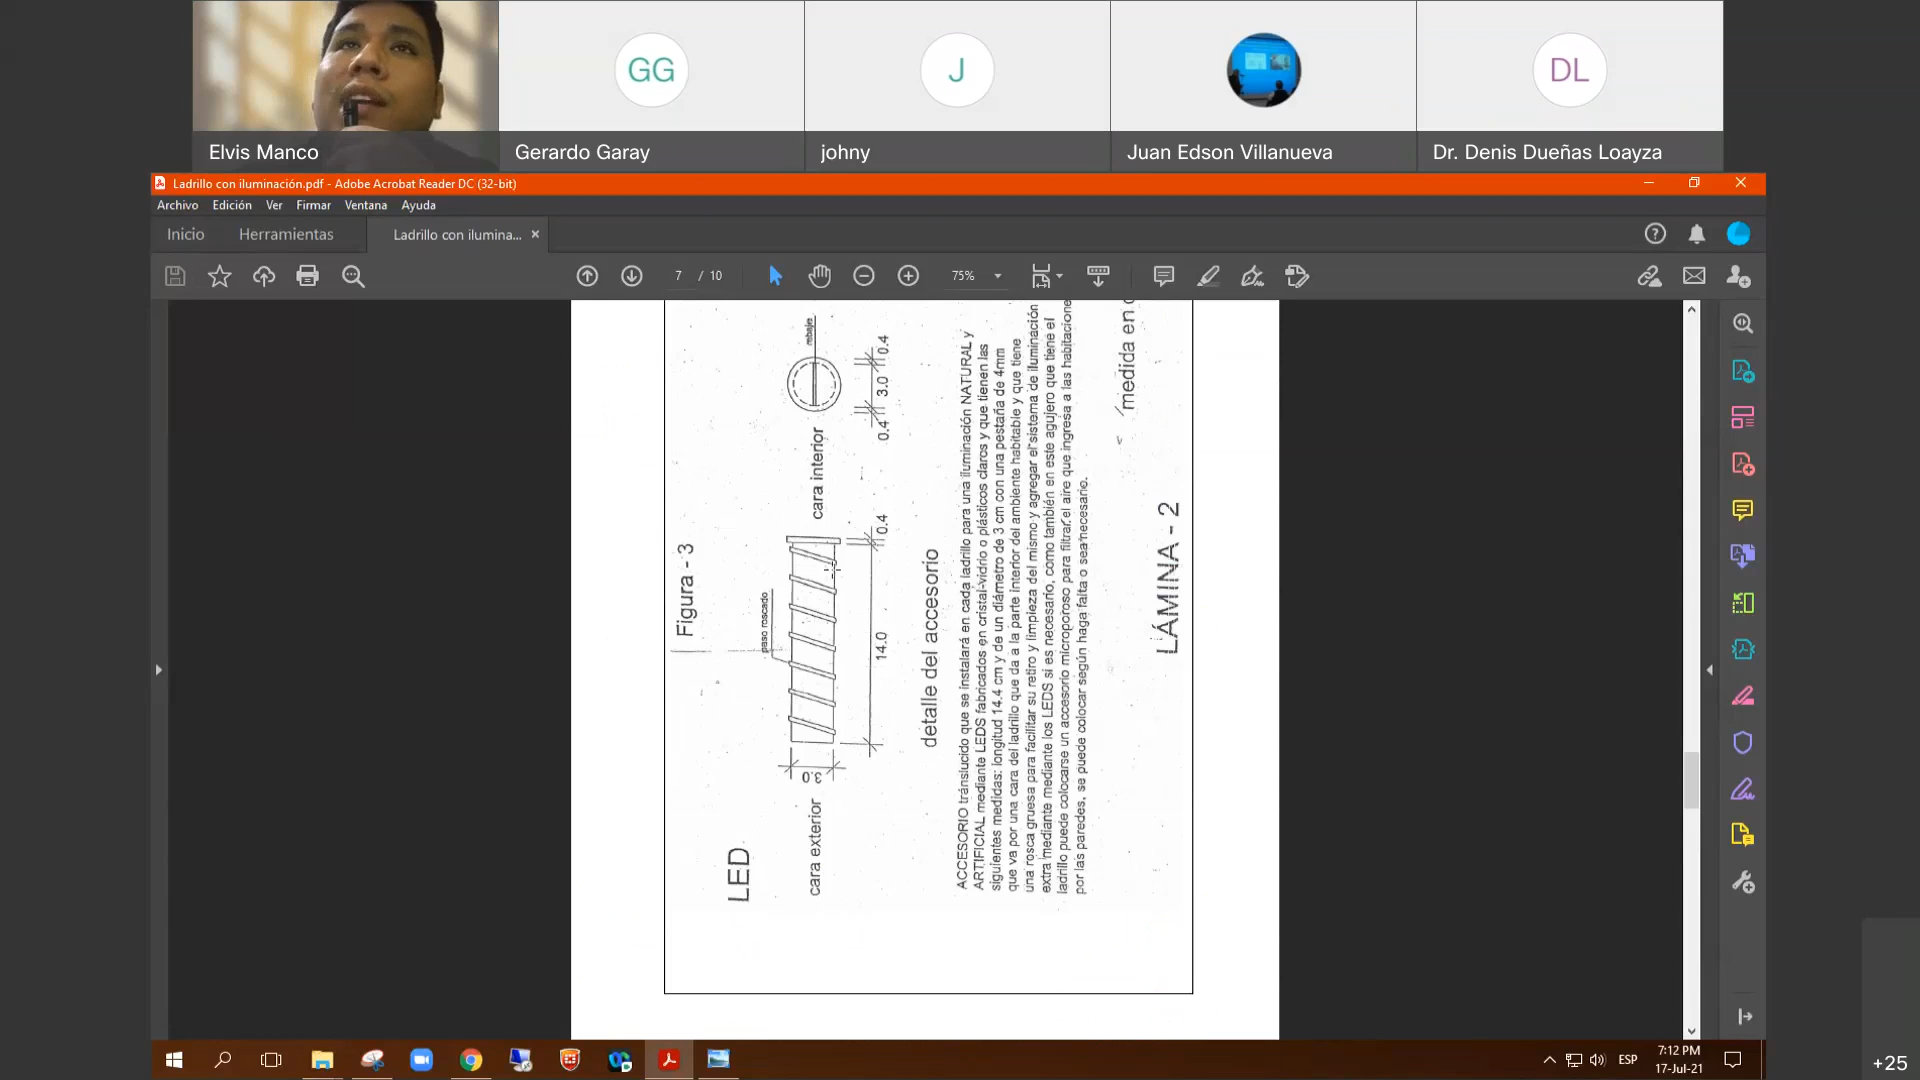 GG
J
DL
Elvis Manco
Gerardo Garay
johny
Juan Edson Villanueva
Dr. Denis Dueñas Loayza
Ladrillo con iluminación.pdf - Adobe Acrobat Reader DC (32-bit)
Archivo Edición Ver Firmar Ventana Ayuda
Inicio Herramientas Ladrillo con ilumina... ×
7 / 10 75%
Figura - 3
LED
paso roscado
rebaje
cara exterior
cara interior
3.0
14.0
0.4
0.4
3.0
0.4
detalle del accesorio
ACCESORIO tránslucido que se instalará en cada ladrillo para una iluminación NATURAL y
ARTIFICIAL mediante LEDS fabricados en cristal-vidrio o plásticos claros y que tienen las
siguientes medidas: longitud 14.4 cm y de un diámetro de 3 cm con una pestaña de 4mm
que va por una cara del ladrillo que da a la parte interior del ambiente habitable y que tiene
una rosca gruesa para facilitar su retiro y limpieza del mismo y agregar el sistema de iluminación
extra mediante mediante los LEDS si es necesario, como también en este agujero que tiene el
ladrillo puede colocarse un accesorio microporoso para filtrar el aire que ingresa a las habitacione
por las paredes, se puede colocar según haga falta o sea necesario.
medida en c
LÁMINA - 2
ESP
7:12 PM
17-Jul-21
+25